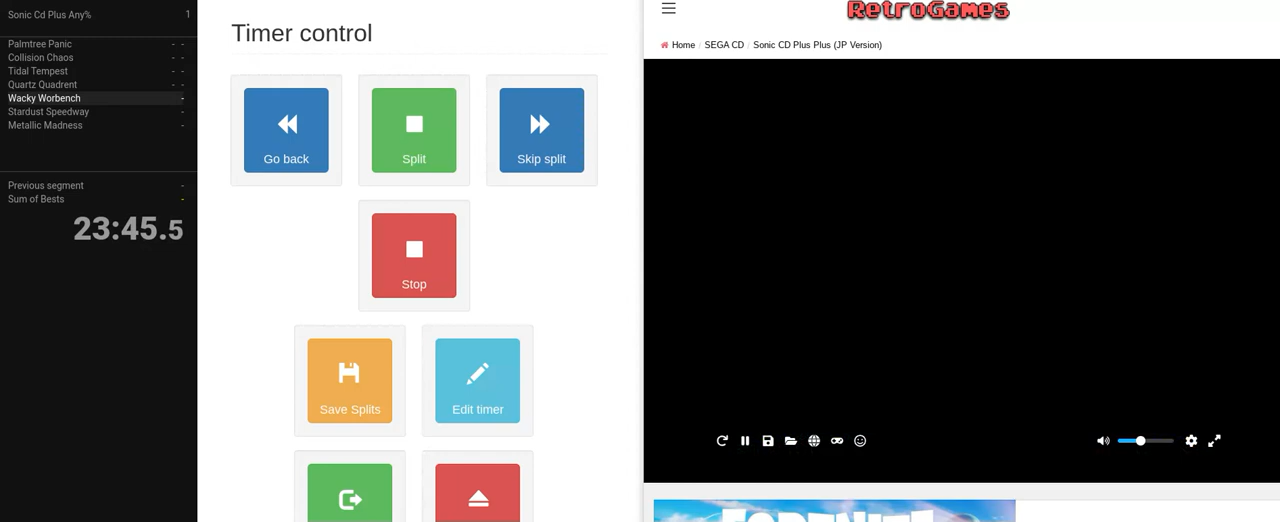 Sonic Cd Plus Any% 1
Palmtree Panic - -
Collision Chaos - -
Tidal Tempest - -
Quartz Quadrent - -
Wacky Worbench -
Stardust Speedway -
Metallic Madness -
Previous segment -
Sum of Bests -
23:45.5
Timer control
Go back
Split
Skip split
Stop
Save Splits
Edit timer
RetroGames
Home / SEGA CD / Sonic CD Plus Plus (JP Version)
FORTNITE